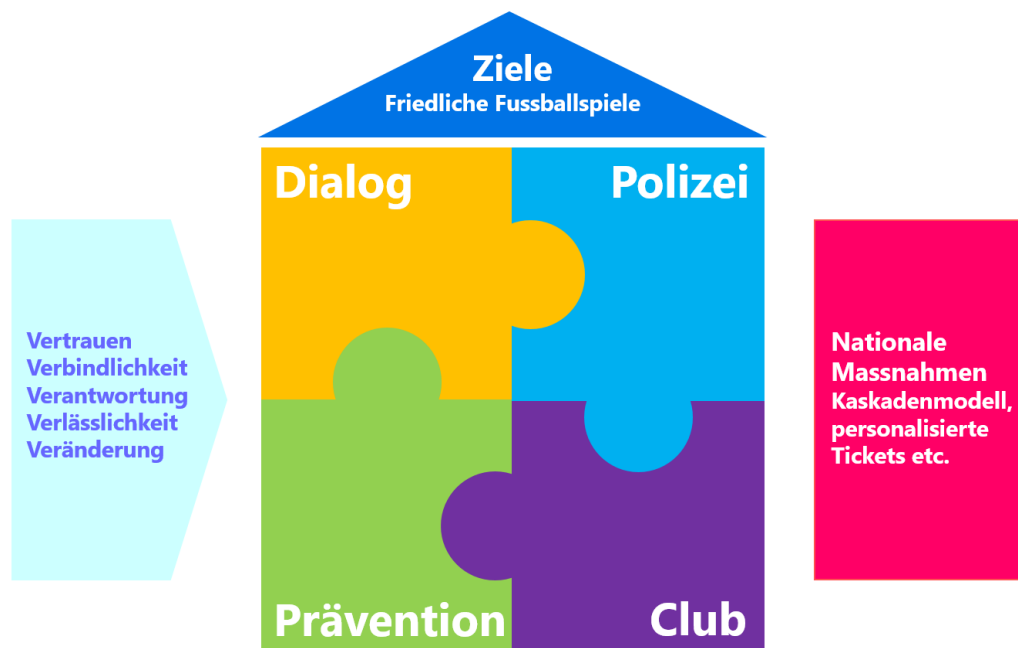 Ziele
Friedliche Fussballspiele
Dialog
Polizei
Vertrauen
Verbindlichkeit
Verantwortung
Verlässlichkeit
Veränderung
Nationale
Massnahmen
Kaskadenmodell,
personalisierte
Tickets etc.
Prävention
Club